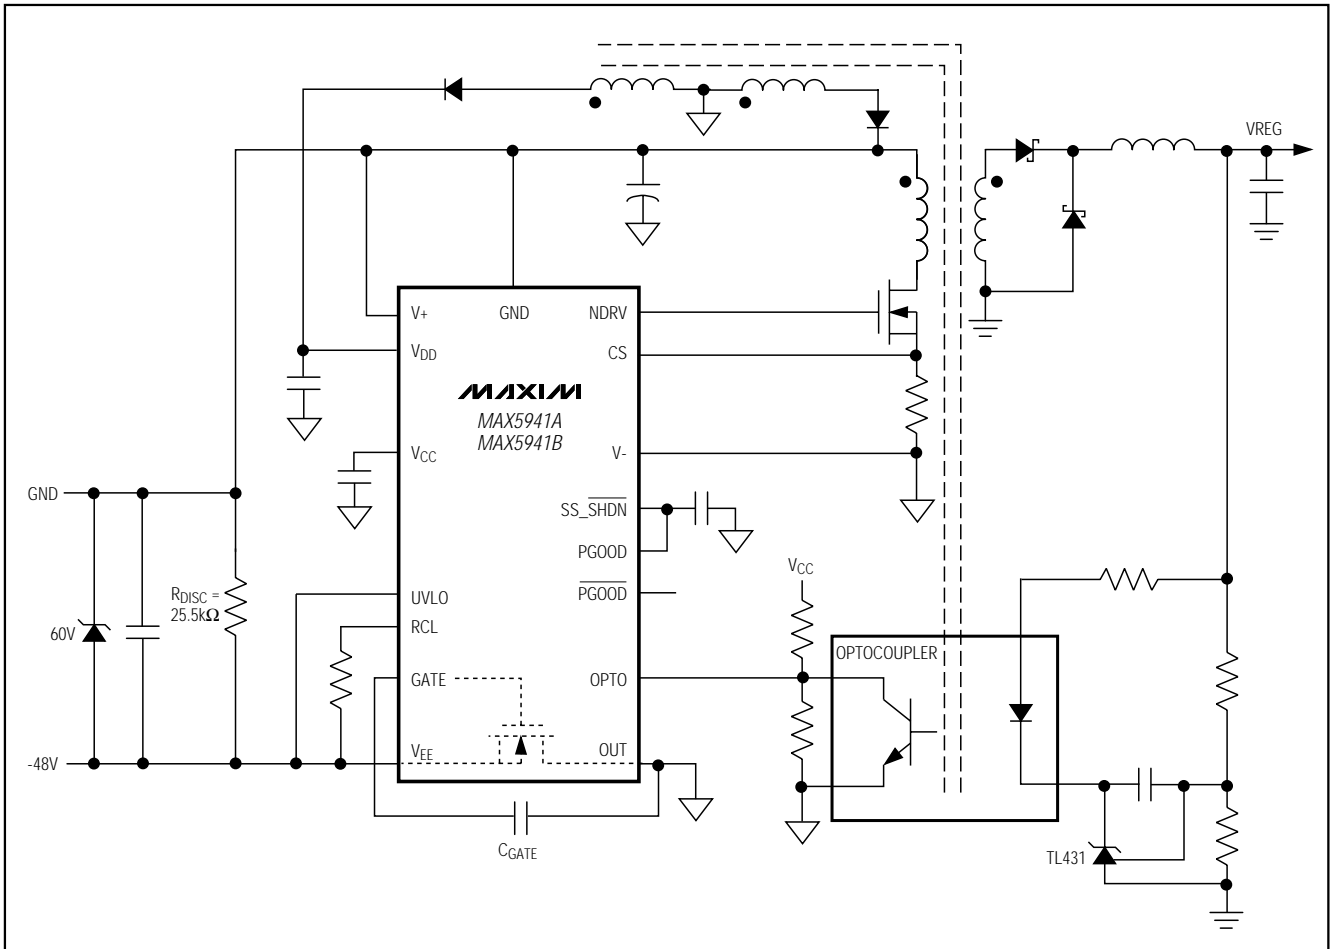 VREG
V+
GND
NDRV
VDD
CS
MAXIM
MAX5941A
MAX5941B
VCC
V-
GND
SS_SHDN
PGOOD
VCC
PGOOD
RDISC =
25.5kΩ
UVLO
60V
RCL
OPTOCOUPLER
GATE
OPTO
VEE
OUT
-48V
CGATE
TL431